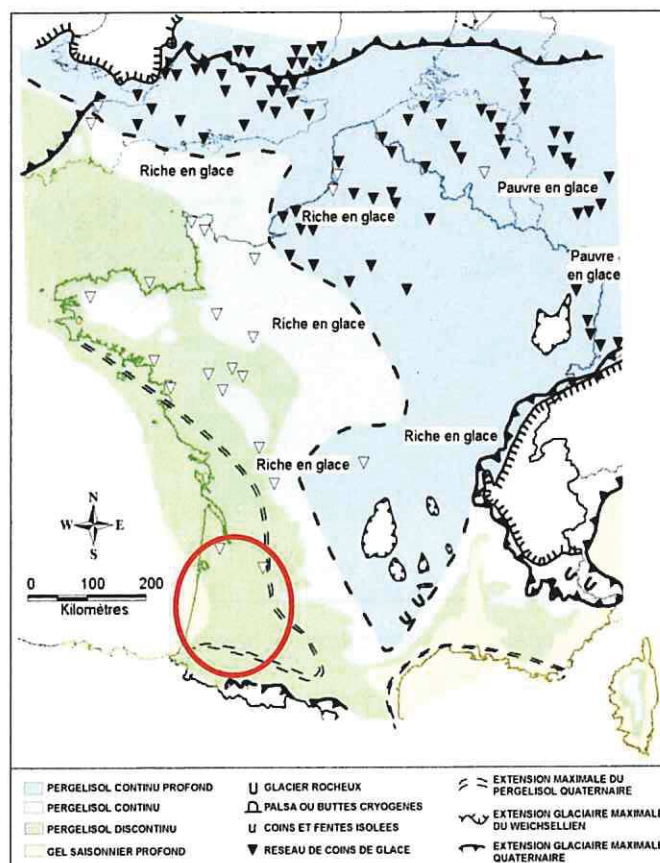 Riche en glace
Riche en glace
Pauvre en glace
Pauvre
en glace
Riche en glace
Riche en glace
Riche en glace
N
W E
S
0 100 200
Kilomètres
PERGELISOL CONTINU PROFOND
PERGELISOL CONTINU
PERGELISOL DISCONTINU
GEL SAISONNIER PROFOND
GLACIER ROCHEUX
PALSA OU BUTTES CRYOGENES
COINS ET FENTES ISOLEES
RESEAU DE COINS DE GLACE
EXTENSION MAXIMALE DU
PERGELISOL QUATERNAIRE
EXTENSION GLACIAIRE MAXIMALE
DU WEICHSELLIEN
EXTENSION GLACIAIRE MAXIMALE
QUATERNAIRE